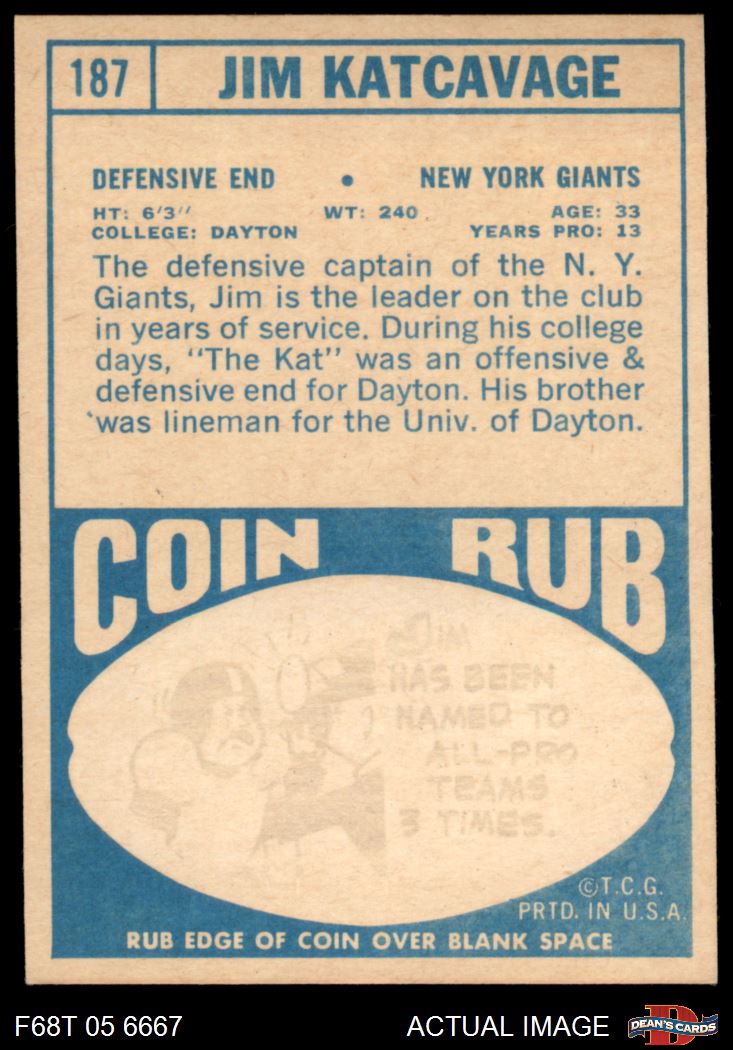 187 JIM KATCAVAGE
DEFENSIVE END • NEW YORK GIANTS
HT: 6'3" WT: 240 AGE: 33
COLLEGE: DAYTON YEARS PRO: 13
The defensive captain of the N. Y.
Giants, Jim is the leader on the club
in years of service. During his college
days, "The Kat" was an offensive &
defensive end for Dayton. His brother
was lineman for the Univ. of Dayton.
COIN RUB
JIM
HAS BEEN
NAMED TO
ALL-PRO
TEAMS
3 TIMES.
©T.C.G.
PRTD. IN U.S.A.
RUB EDGE OF COIN OVER BLANK SPACE
F68T 05 6667 ACTUAL IMAGE D DEAN'S CARDS